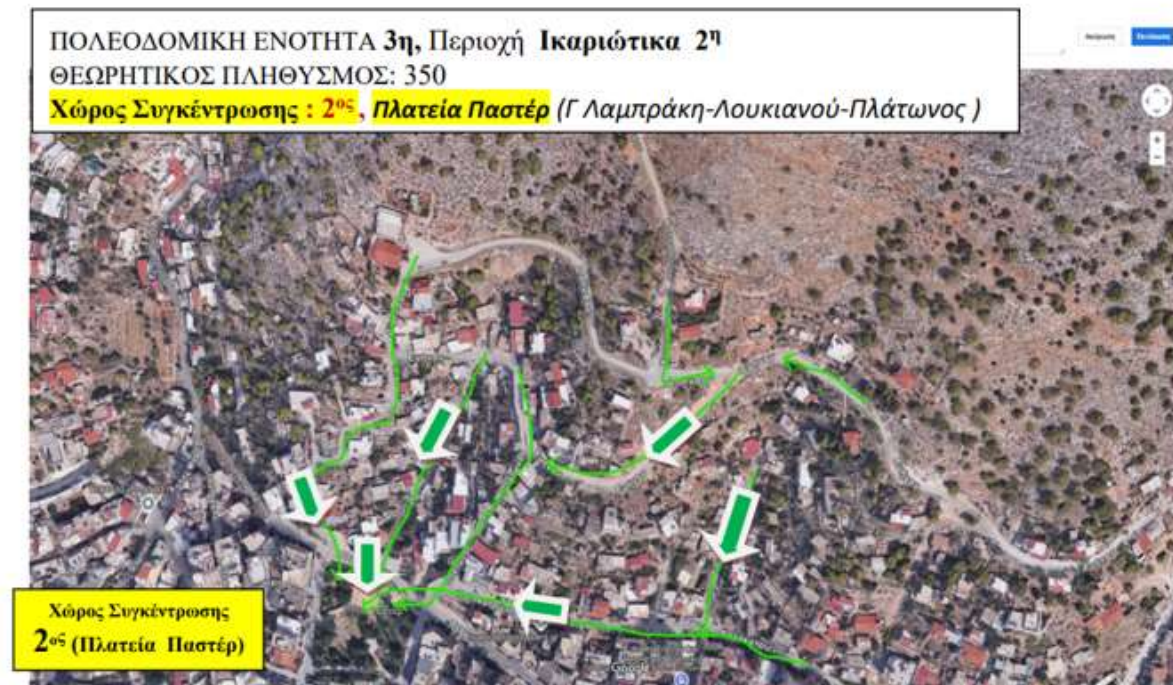 ΠΟΛΕΟΔΟΜΙΚΗ ΕΝΟΤΗΤΑ 3η, Περιοχή Ικαριώτικα 2η
ΘΕΩΡΗΤΙΚΟΣ ΠΛΗΘΥΣΜΟΣ: 350
Χώρος Συγκέντρωσης : 2ος, Πλατεία Παστέρ (Γ Λαμπράκη-Λουκιανού-Πλάτωνος )
Χώρος Συγκέντρωσης
2ος (Πλατεία Παστέρ)
Google